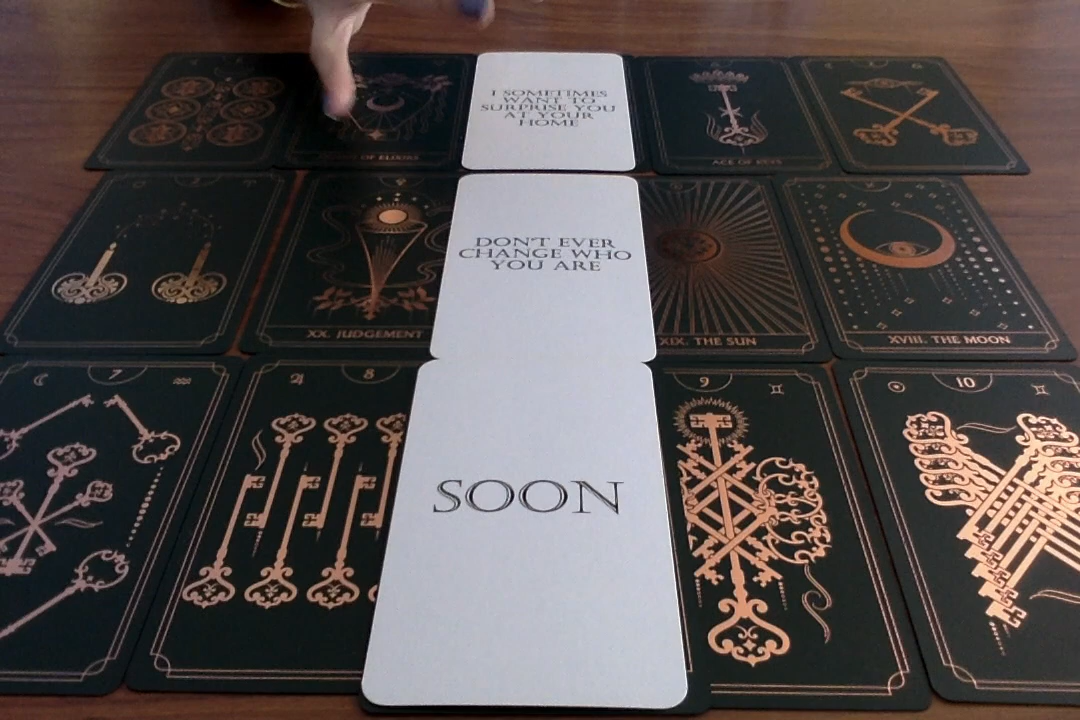 I SOMETIMES
WANT TO
SURPRISE YOU
AT YOUR
HOME
OF ELIXIRS
ACE OF KEYS
DON'T EVER
CHANGE WHO
YOU ARE
XX. JUDGEMENT
XIX. THE SUN
XVIII. THE MOON
7
8
9
10
SOON